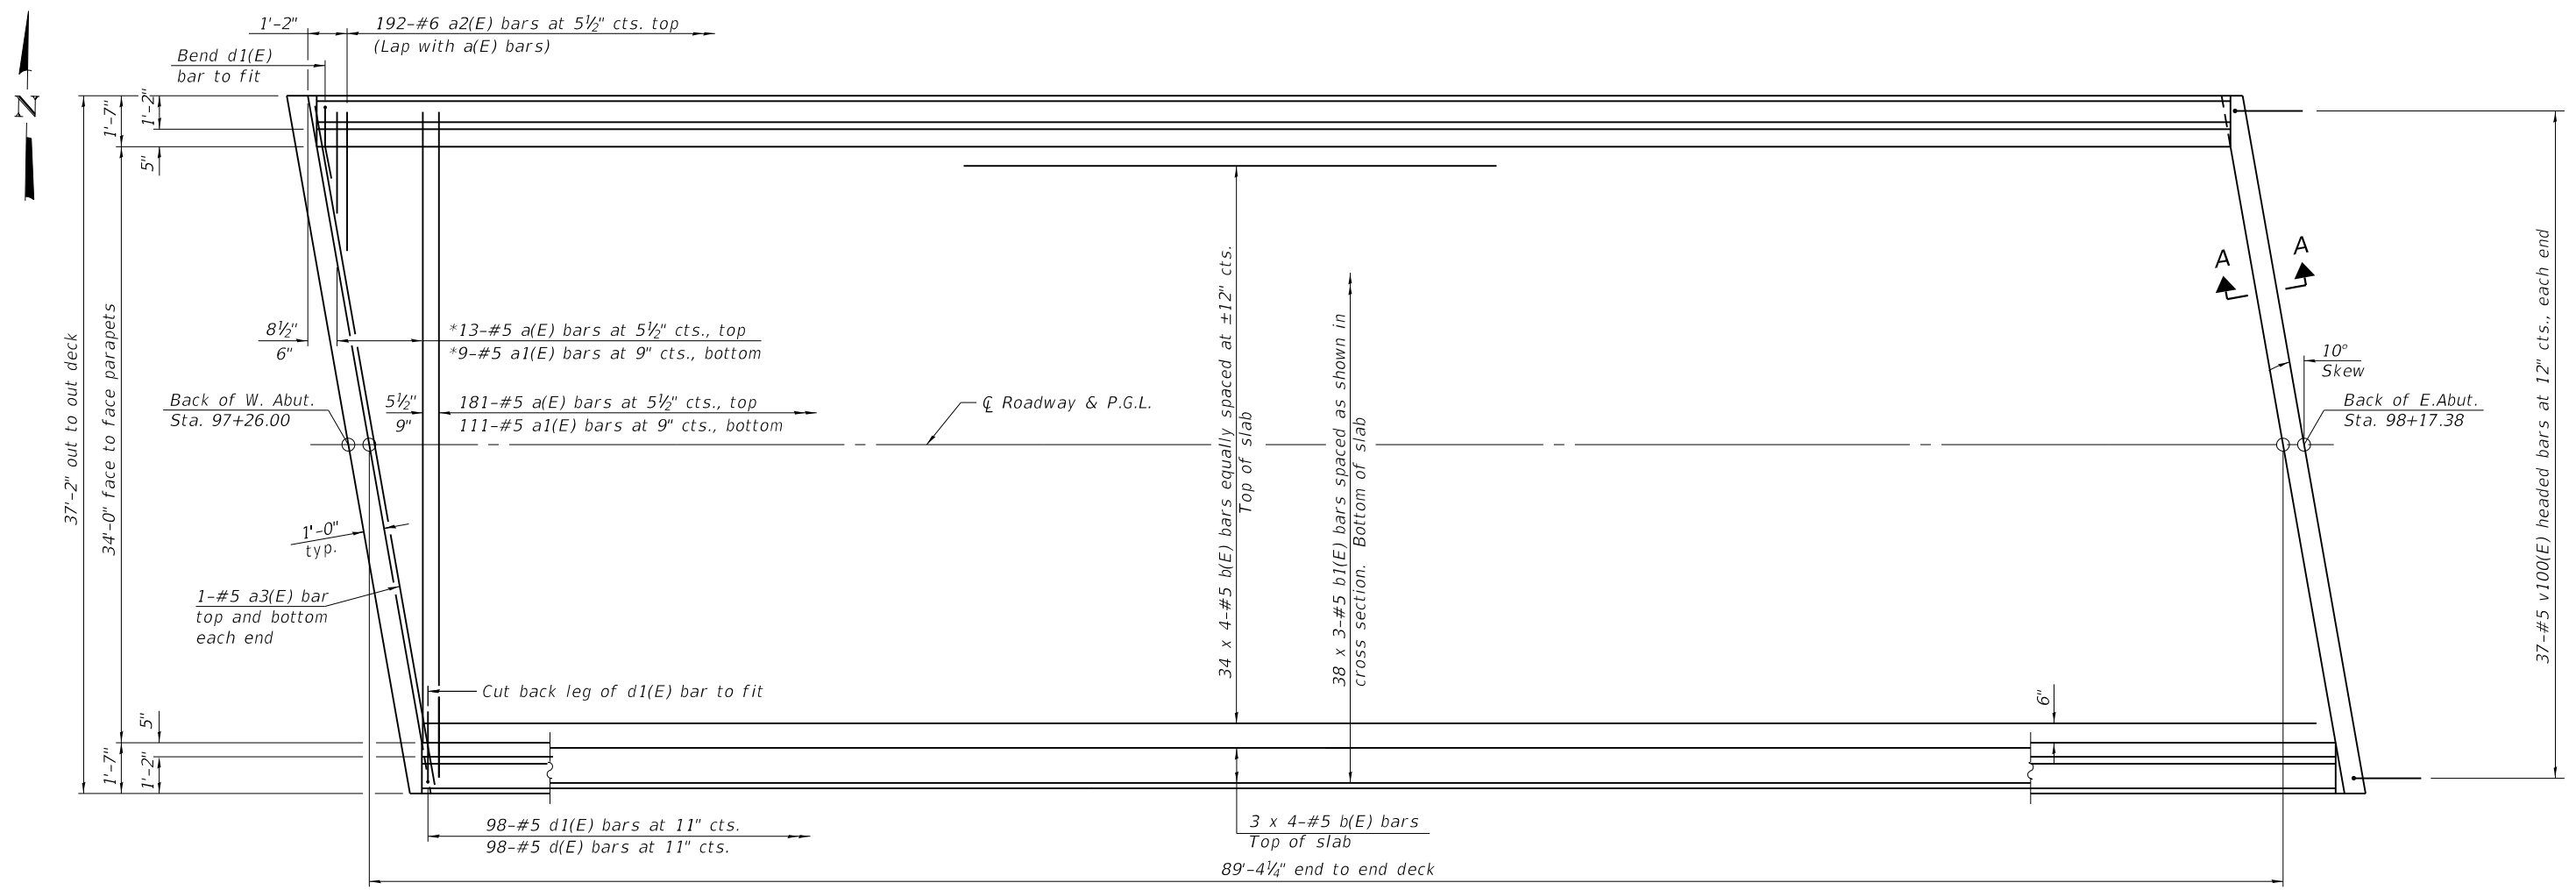 1'-2"
192-#6 a2(E) bars at 5½" cts. top
(Lap with a(E) bars)
Bend d1(E)
bar to fit
N
1'-7"
1'-2"
5"
37'-2" out to out deck
34'-0" face to face parapets
8½"
6"
*13-#5 a(E) bars at 5½" cts., top
*9-#5 a1(E) bars at 9" cts., bottom
Back of W. Abut.
Sta. 97+26.00
5½"
9"
181-#5 a(E) bars at 5½" cts., top
111-#5 a1(E) bars at 9" cts., bottom
℄ Roadway & P.G.L.
34 x 4-#5 b(E) bars equally spaced at ±12" cts.
Top of slab
38 x 3-#5 b1(E) bars spaced as shown in
cross section. Bottom of slab
A
A
10°
Skew
Back of E.Abut.
Sta. 98+17.38
37-#5 v100(E) headed bars at 12" cts., each end
1'-0"
typ.
1-#5 a3(E) bar
top and bottom
each end
Cut back leg of d1(E) bar to fit
6"
5"
1'-7"
1'-2"
98-#5 d1(E) bars at 11" cts.
98-#5 d(E) bars at 11" cts.
3 x 4-#5 b(E) bars
Top of slab
89'-4¼" end to end deck